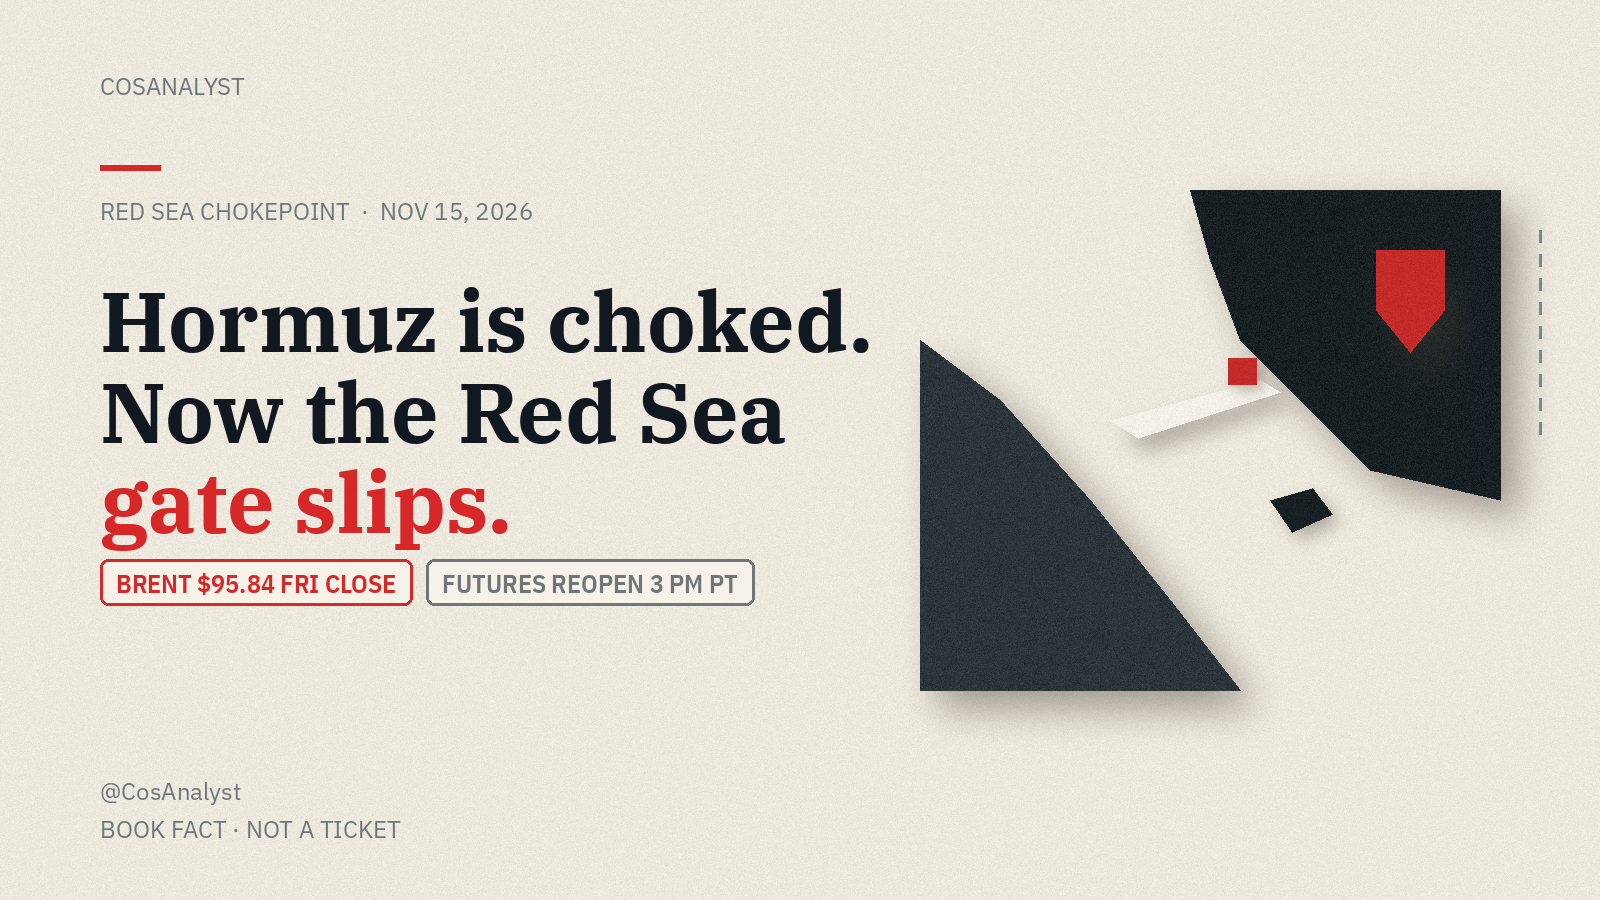 COSANALYST
RED SEA CHOKEPOINT · NOV 15, 2026
Hormuz is choked.
Now the Red Sea
gate slips.
BRENT $95.84 FRI CLOSE
FUTURES REOPEN 3 PM PT
@CosAnalyst
BOOK FACT · NOT A TICKET